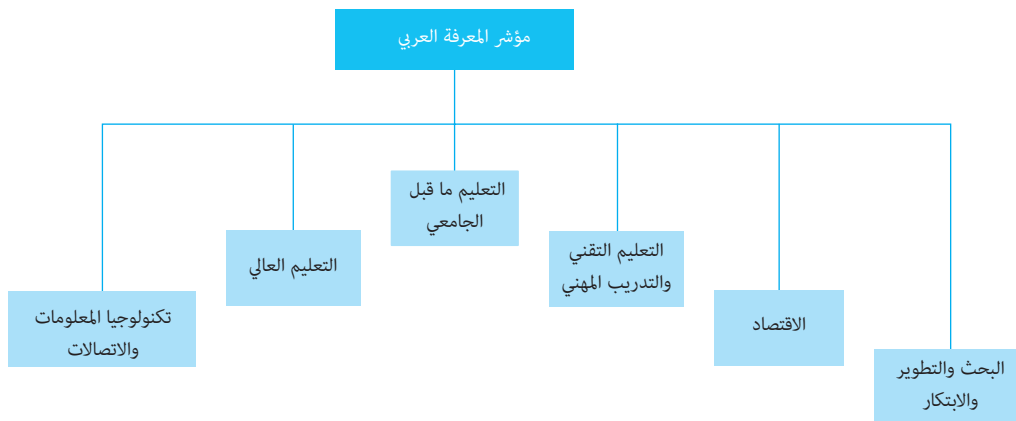 مؤشر المعرفة العربي
التعليم ما قبل
الجامعي
التعليم التقني
والتدريب المهني
التعليم العالي
الاقتصاد
تكنولوجيا المعلومات
والاتصالات
البحث والتطوير
والابتكار